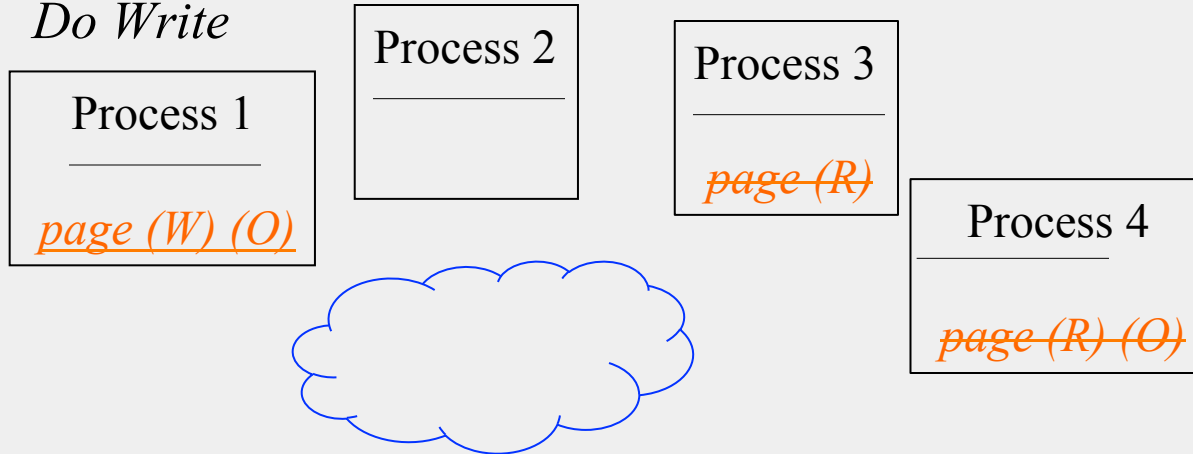 Do Write
Process 1
page (W) (O)
Process 2
Process 3
page (R)
Process 4
page (R) (O)